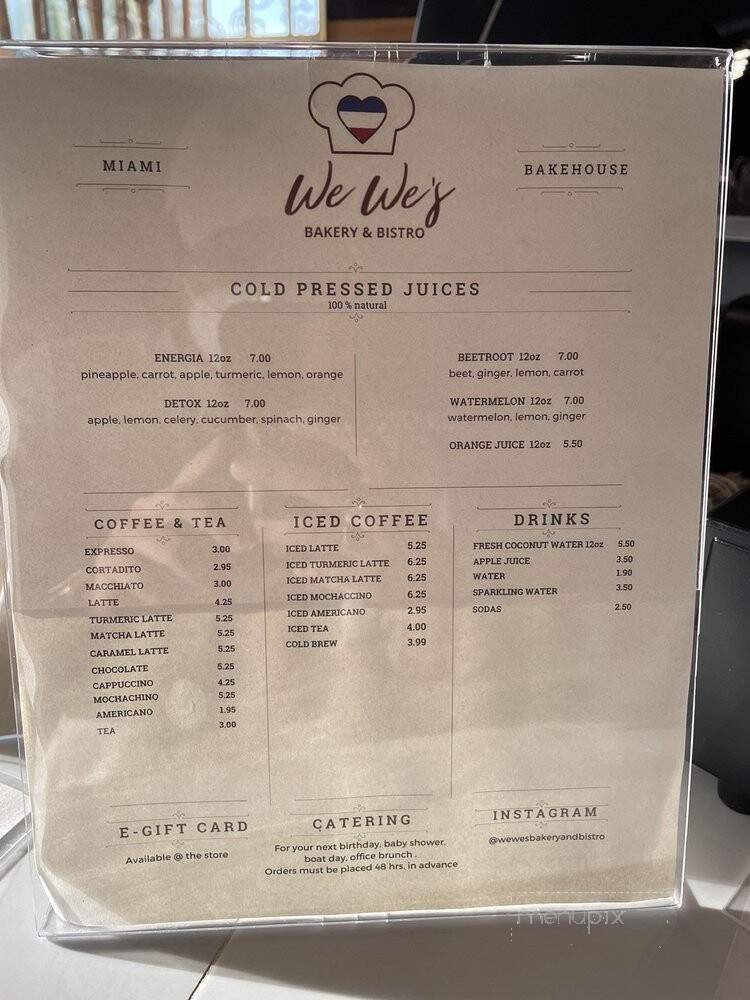 MIAMI
BAKEHOUSE
We We's
BAKERY & BISTRO
COLD PRESSED JUICES
100 % natural
ENERGIA 12oz 7.00
pineapple, carrot, apple, turmeric, lemon, orange
DETOX 12oz 7.00
apple, lemon, celery, cucumber, spinach, ginger
BEETROOT 12oz 7.00
beet, ginger, lemon, carrot
WATERMELON 12oz 7.00
watermelon, lemon, ginger
ORANGE JUICE 12oz 5.50
COFFEE & TEA
EXPRESSO 3.00
CORTADITO 2.95
MACCHIATO 3.00
LATTE 4.25
TURMERIC LATTE 5.25
MATCHA LATTE 5.25
CARAMEL LATTE 5.25
CHOCOLATE 5.25
CAPPUCCINO 4.25
MOCHACHINO 5.25
AMERICANO 1.95
TEA 3.00
ICED COFFEE
ICED LATTE 5.25
ICED TURMERIC LATTE 6.25
ICED MATCHA LATTE 6.25
ICED MOCHACCINO 6.25
ICED AMERICANO 2.95
ICED TEA 4.00
COLD BREW 3.99
DRINKS
FRESH COCONUT WATER 12oz 5.50
APPLE JUICE 3.50
WATER 1.90
SPARKLING WATER 3.50
SODAS 2.50
E-GIFT CARD
Available @ the store
CATERING
For your next birthday, baby shower,
boat day, office brunch .
Orders must be placed 48 hrs. in advance
INSTAGRAM
@wewesbakeryandbistro
menupix